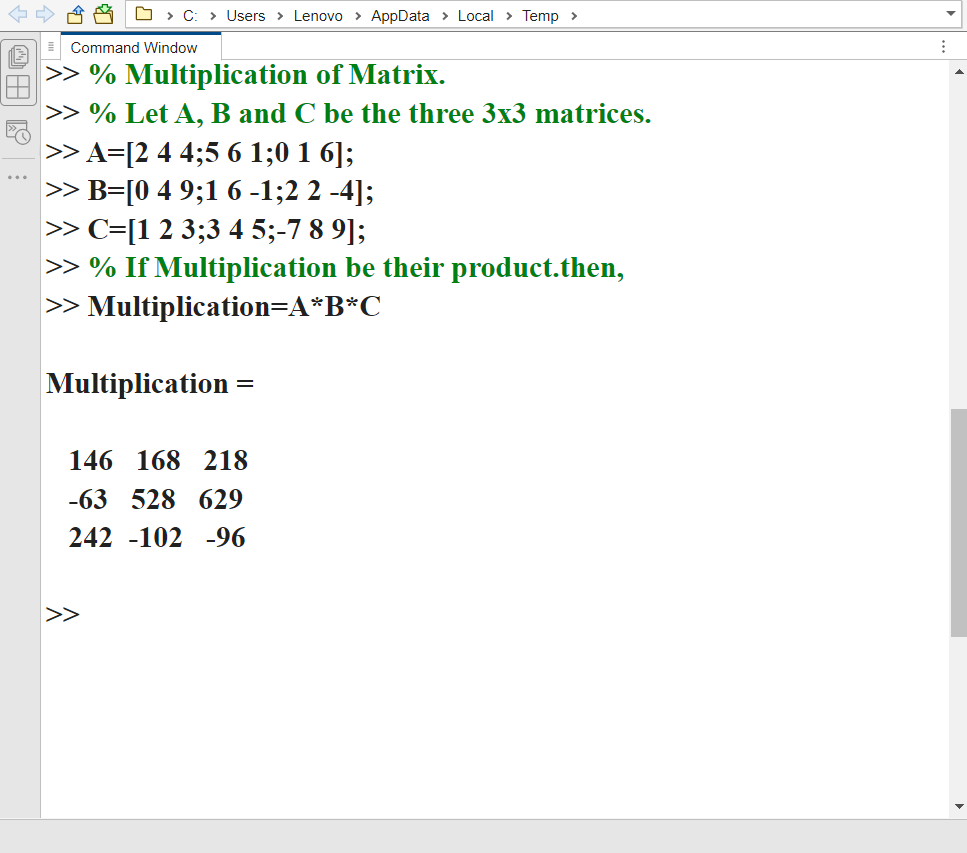 C: Users Lenovo AppData Local Temp
Command Window
>> % Multiplication of Matrix.
>> % Let A, B and C be the three 3x3 matrices.
>> A=[2 4 4;5 6 1;0 1 6];
>> B=[0 4 9;1 6 -1;2 2 -4];
>> C=[1 2 3;3 4 5;-7 8 9];
>> % If Multiplication be their product.then,
>> Multiplication=A*B*C
Multiplication =
146 168 218
-63 528 629
242 -102 -96
>>